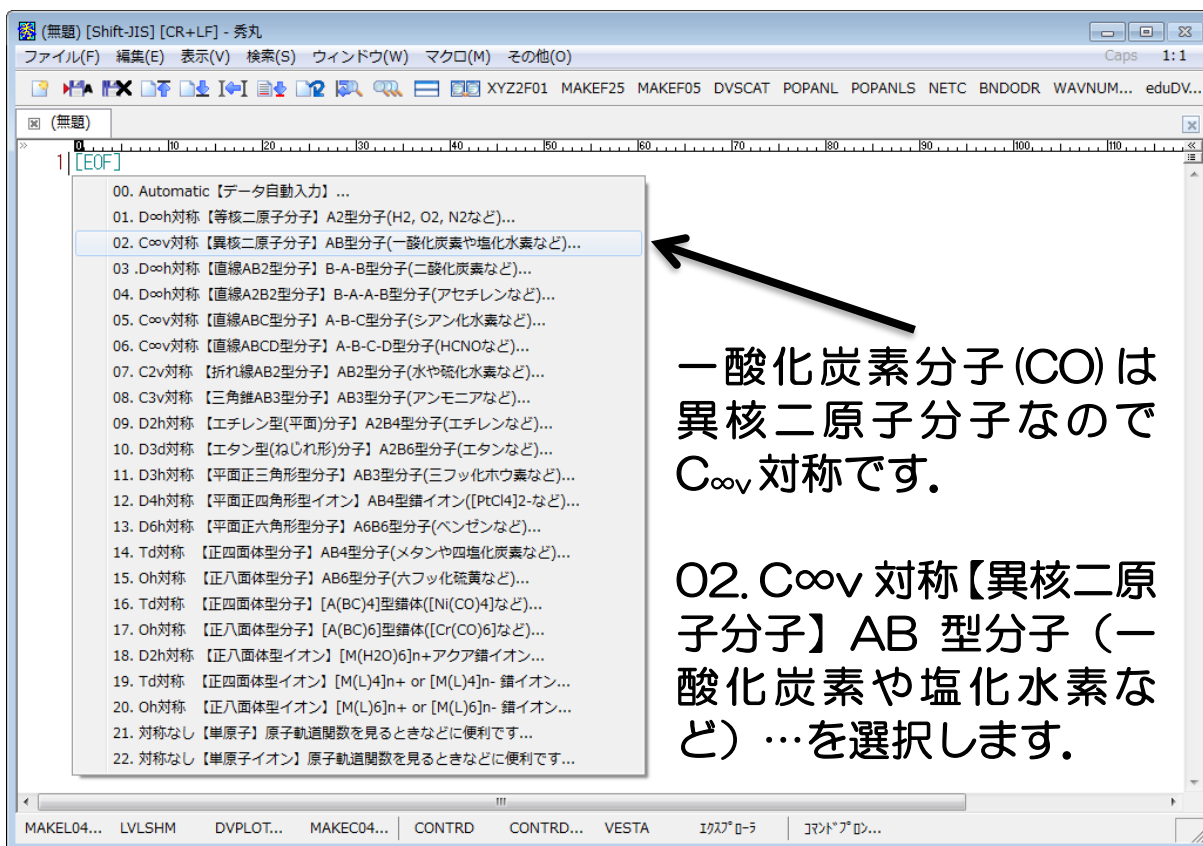 (無題) [Shift-JIS] [CR+LF] - 秀丸
ファイル(F) 編集(E) 表示(V) 検索(S) ウィンドウ(W) マクロ(M) その他(O) Caps 1: 1
XYZ2F01 MAKEF25 MAKEF05 DVSCAT POPANL POPANLS NETC BNDODR WAVNUM... eduDV...
(無題)
0 10 20 30 40 50 60 70 80 90 100 110
1 [EOF]
00. Automatic【データ自動入力】...
01. D∞h対称【等核二原子分子】A2型分子(H2, O2, N2など)...
02. C∞v対称【異核二原子分子】AB型分子(一酸化炭素や塩化水素など)...
03 .D∞h対称【直線AB2型分子】B-A-B型分子(二酸化炭素など)...
04. D∞h対称【直線A2B2型分子】B-A-A-B型分子(アセチレンなど)...
05. C∞v対称【直線ABC型分子】A-B-C型分子(シアン化水素など)...
06. C∞v対称【直線ABCD型分子】A-B-C-D型分子(HCNOなど)...
07. C2v対称【折れ線AB2型分子】AB2型分子(水や硫化水素など)...
08. C3v対称【三角錐AB3型分子】AB3型分子(アンモニアなど)...
09. D2h対称【エチレン型(平面)分子】A2B4型分子(エチレンなど)...
10. D3d対称【エタン型(ねじれ形)分子】A2B6型分子(エタンなど)...
11. D3h対称【平面正三角形型分子】AB3型分子(三フッ化ホウ素など)...
12. D4h対称【平面正四角形型イオン】AB4型錯イオン([PtCl4]2-など)...
13. D6h対称【平面正六角形型分子】A6B6型分子(ベンゼンなど)...
14. Td対称 【正四面体型分子】AB4型分子(メタンや四塩化炭素など)...
15. Oh対称 【正八面体型分子】AB6型分子(六フッ化硫黄など)...
16. Td対称 【正四面体型分子】[A(BC)4]型錯体([Ni(CO)4]など)...
17. Oh対称 【正八面体型分子】[A(BC)6]型錯体([Cr(CO)6]など)...
18. D2h対称【正八面体型イオン】[M(H2O)6]n+アクア錯イオン...
19. Td対称 【正四面体型イオン】[M(L)4]n+ or [M(L)4]n- 錯イオン...
20. Oh対称 【正八面体型イオン】[M(L)6]n+ or [M(L)6]n- 錯イオン...
21. 対称なし【単原子】原子軌道関数を見るときなどに便利です...
22. 対称なし【単原子イオン】原子軌道関数を見るときなどに便利です...
一酸化炭素分子(CO)は
異核二原子分子なので
C∞v対称です．
02. C∞v 対称【異核二原
子分子】AB 型分子（一
酸化炭素や塩化水素な
ど）…を選択します．
MAKEL04... LVLSHM DVPLOT... MAKEC04... CONTRD CONTRD... VESTA ｴｸｽﾌﾟﾛｰﾗ ｺﾏﾝﾄﾞﾌﾟﾛﾝ...